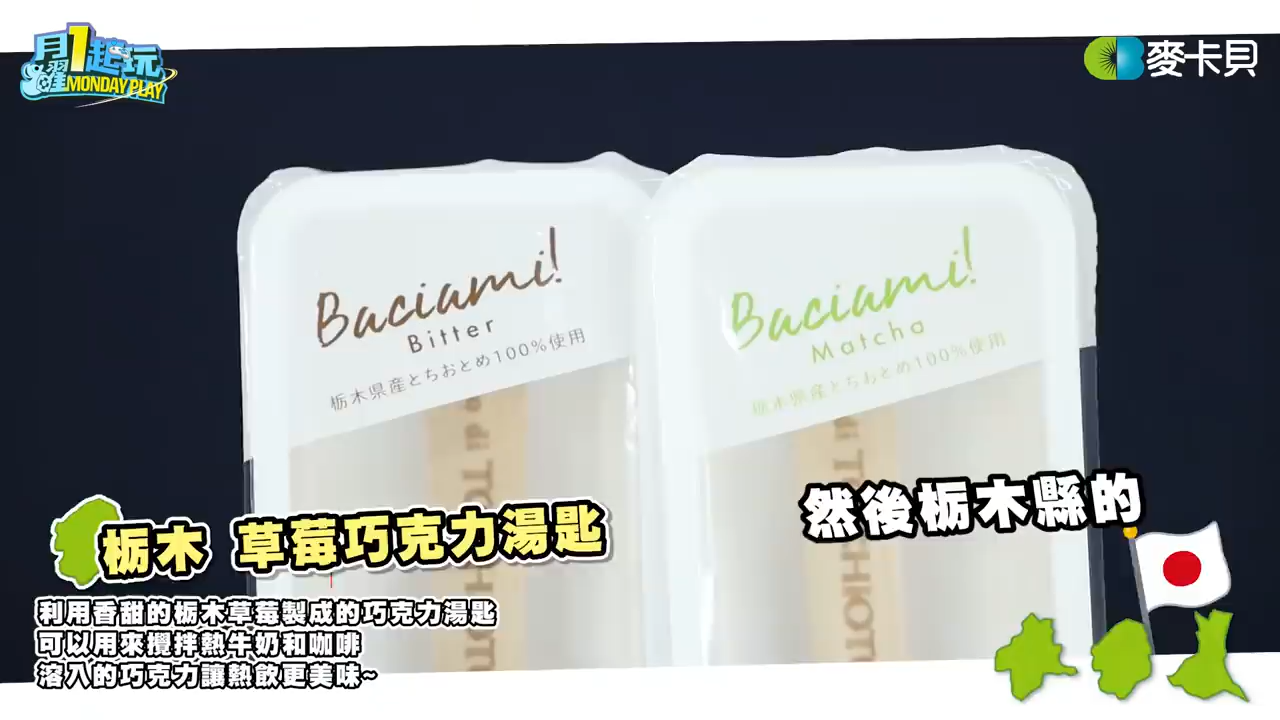 月曜1起玩
MONDAY PLAY
麥卡貝
Baciami!
Bitter
栃木県産とちおとめ100%使用
Baciami!
Matcha
栃木県産とちおとめ100%使用
然後栃木縣的
栃木 草莓巧克力湯匙
利用香甜的栃木草莓製成的巧克力湯匙
可以用來攪拌熱牛奶和咖啡
溶入的巧克力讓熱飲更美味~